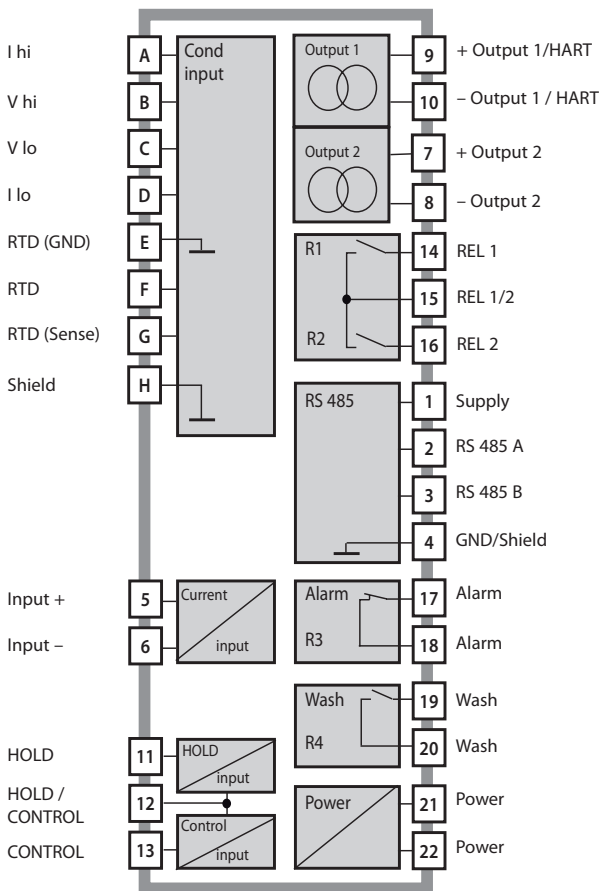 I hi
A
Cond
input
V hi
B
V lo
C
I lo
D
RTD (GND)
E
RTD
F
RTD (Sense)
G
Shield
H
Output 1
9
+ Output 1/HART
10
– Output 1 / HART
Output 2
7
+ Output 2
8
– Output 2
R1
14
REL 1
15
REL 1/2
R2
16
REL 2
RS 485
1
Supply
2
RS 485 A
3
RS 485 B
4
GND/Shield
Input +
5
Current
input
Input –
6
Alarm
17
Alarm
R3
18
Alarm
Wash
19
Wash
R4
20
Wash
HOLD
11
HOLD
input
HOLD /
CONTROL
12
CONTROL
13
Control
input
Power
21
Power
22
Power